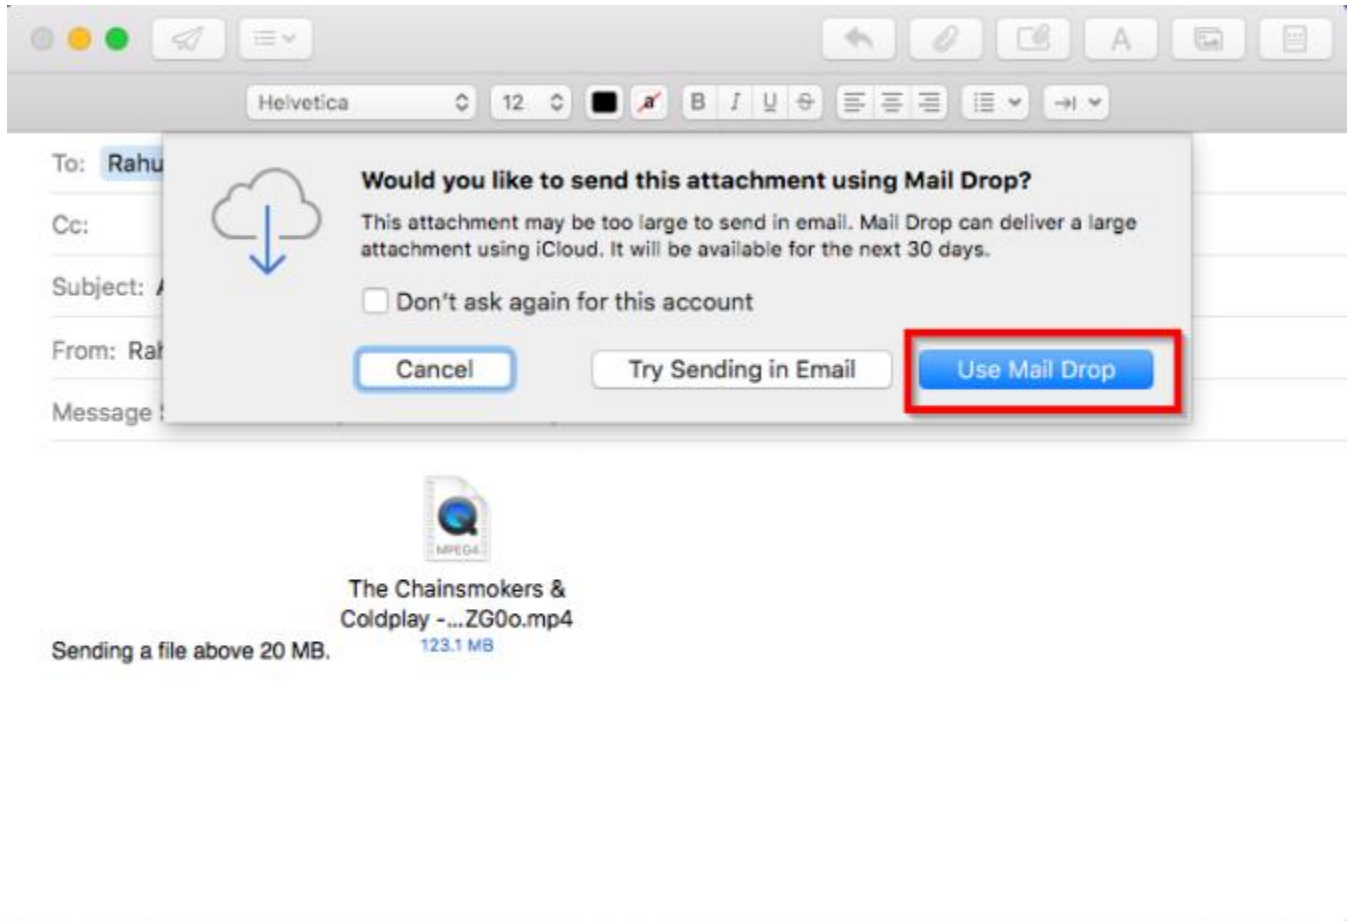 Helvetica 12 a B I U S
A
To: Rahu
Would you like to send this attachment using Mail Drop?
This attachment may be too large to send in email. Mail Drop can deliver a large
attachment using iCloud. It will be available for the next 30 days.
Cc:
Subject:
Don't ask again for this account
From: Rah
Cancel Try Sending in Email Use Mail Drop
Message
MPEG4
The Chainsmokers &
Coldplay -...ZG0o.mp4
123.1 MB
Sending a file above 20 MB.